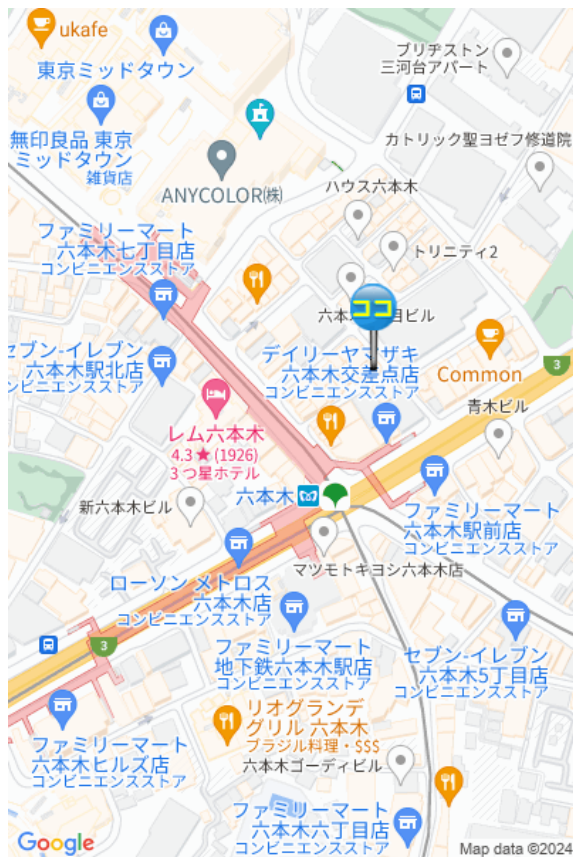 ukafe
ブリヂストン
三河台アパート
東京ミッドタウン
無印良品 東京
ミッドタウン
雑貨店
カトリック聖ヨゼフ修道院
ANYCOLOR㈱
ハウス六本木
ファミリーマート
六本木七丁目店
コンビニエンスストア
トリニティ2
ココ
六本
目ビル
セブン-イレブン
六本木駅北店
コンビニエンスストア
デイリーヤマザキ
六本木交差点店
コンビニエンスストア
Common
3
青木ビル
レム六本木
4.3★(1926)
3 つ星ホテル
六本木
新六本木ビル
ファミリーマート
六本木駅前店
コンビニエンスストア
マツモトキヨシ六本木店
ローソン メトロス
六本木店
コンビニエンスストア
3
ファミリーマート
地下鉄六本木駅店
コンビニエンスストア
セブン-イレブン
六本木5丁目店
コンビニエンスストア
リオグランデ
グリル 六本木
ブラジル料理・$$$
ファミリーマート
六本木ヒルズ店
コンビニエンスストア
六本木ゴーディビル
ファミリーマート
六本木六丁目店
コンビニエンスストア
Google
Map data ©2024